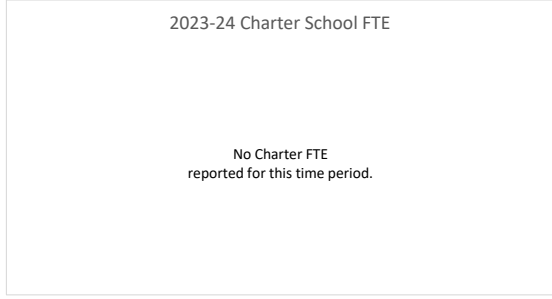 2023-24 Charter School FTE
No Charter FTE
reported for this time period.